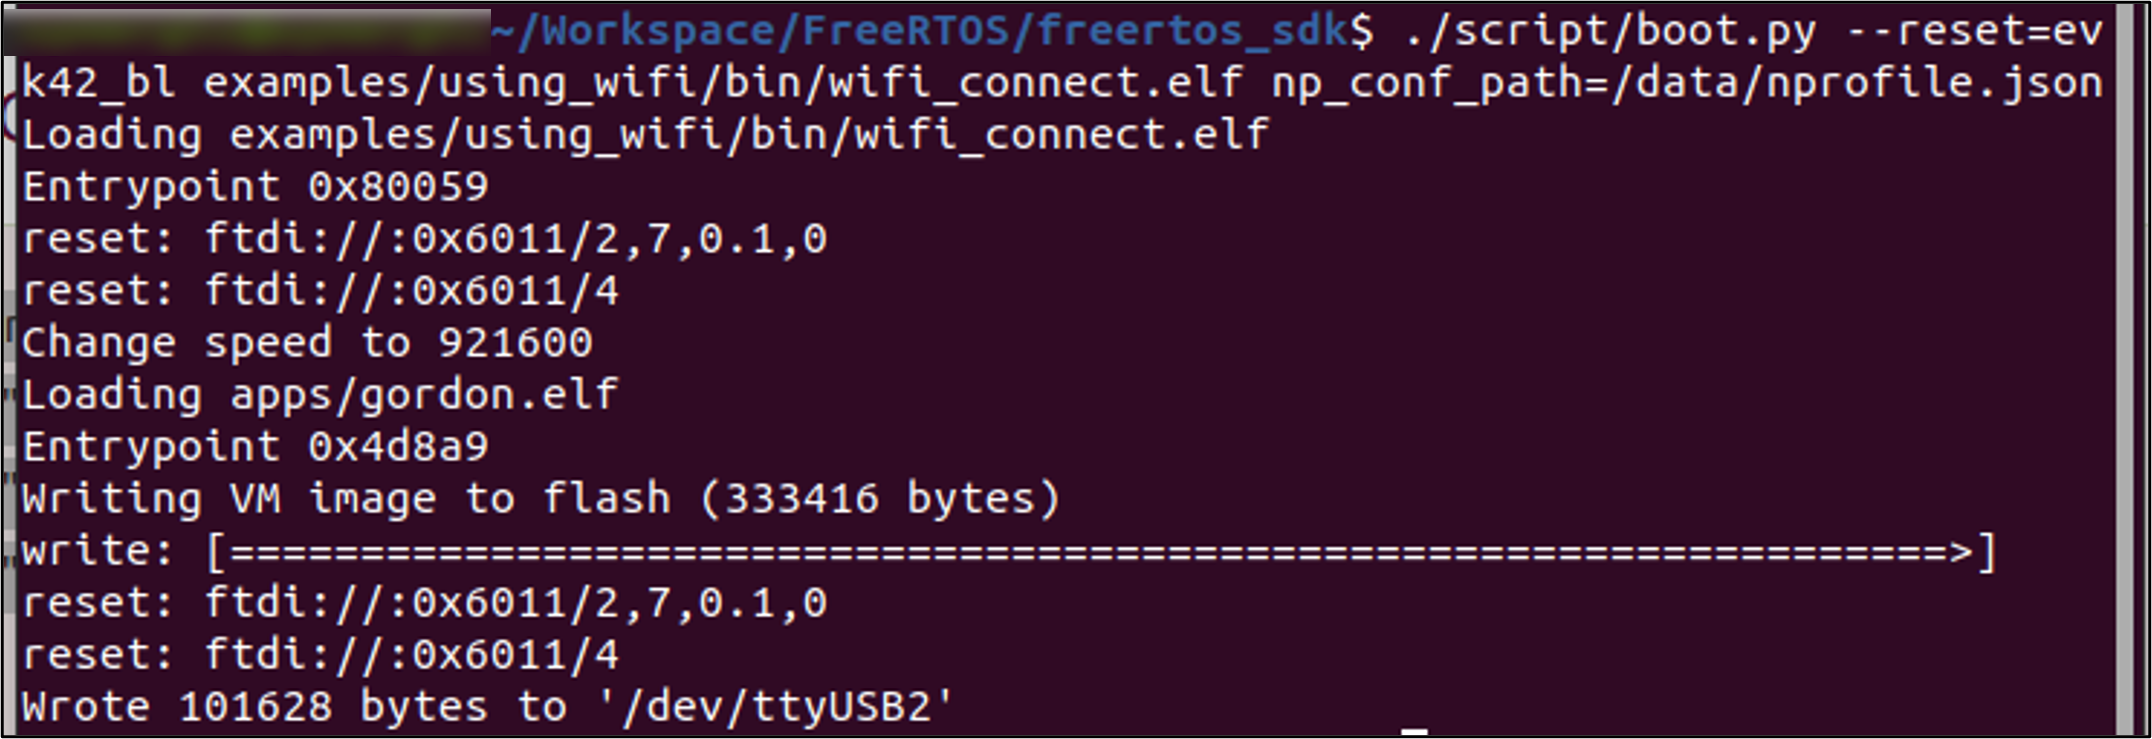 ~/Workspace/FreeRTOS/freertos_sdk$ ./script/boot.py --reset=ev
k42_bl examples/using_wifi/bin/wifi_connect.elf np_conf_path=/data/nprofile.json
Loading examples/using_wifi/bin/wifi_connect.elf
Entrypoint 0x80059
reset: ftdi://:0x6011/2,7,0.1,0
reset: ftdi://:0x6011/4
Change speed to 921600
Loading apps/gordon.elf
Entrypoint 0x4d8a9
Writing VM image to flash (333416 bytes)
write: [==================================================================>]
reset: ftdi://:0x6011/2,7,0.1,0
reset: ftdi://:0x6011/4
Wrote 101628 bytes to '/dev/ttyUSB2'